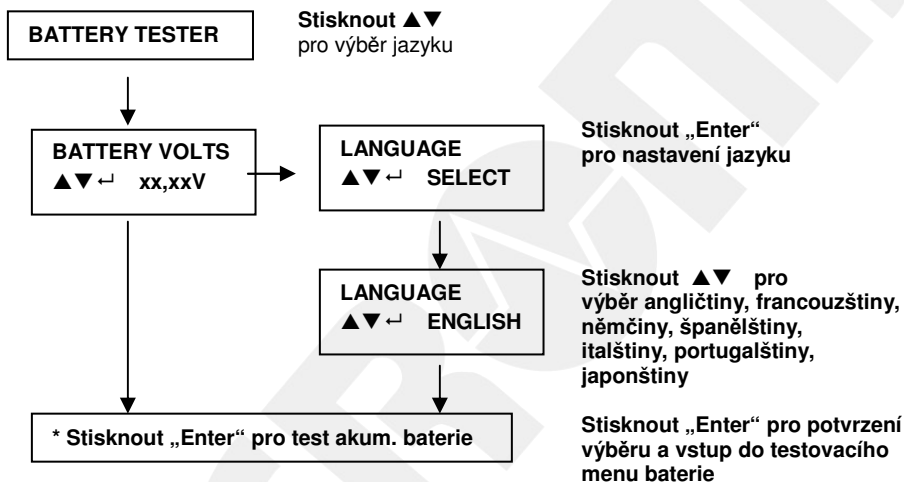 BATTERY TESTER
Stisknout ▲▼
pro výběr jazyku
BATTERY VOLTS
▲▼↵ xx,xxV
LANGUAGE
▲▼↵ SELECT
Stisknout „Enter“
pro nastavení jazyku
LANGUAGE
▲▼↵ ENGLISH
Stisknout ▲▼ pro
výběr angličtiny, francouzštiny,
němčiny, španělštiny,
italštiny, portugalštiny,
japonštiny
* Stisknout „Enter“ pro test akum. baterie
Stisknout „Enter“ pro potvrzení
výběru a vstup do testovacího
menu baterie